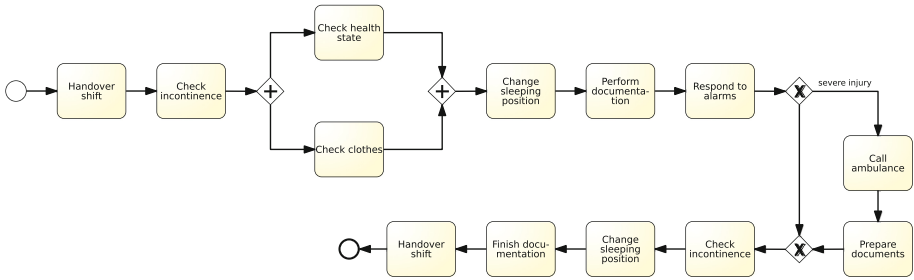 Check health
state
Handover
shift
Check
incontinence
Change
sleeping
position
Perform
documenta-
tion
Respond to
alarms
severe injury
Check clothes
Call
ambulance
Handover
shift
Finish docu-
mentation
Change
sleeping
position
Check
incontinence
Prepare
documents